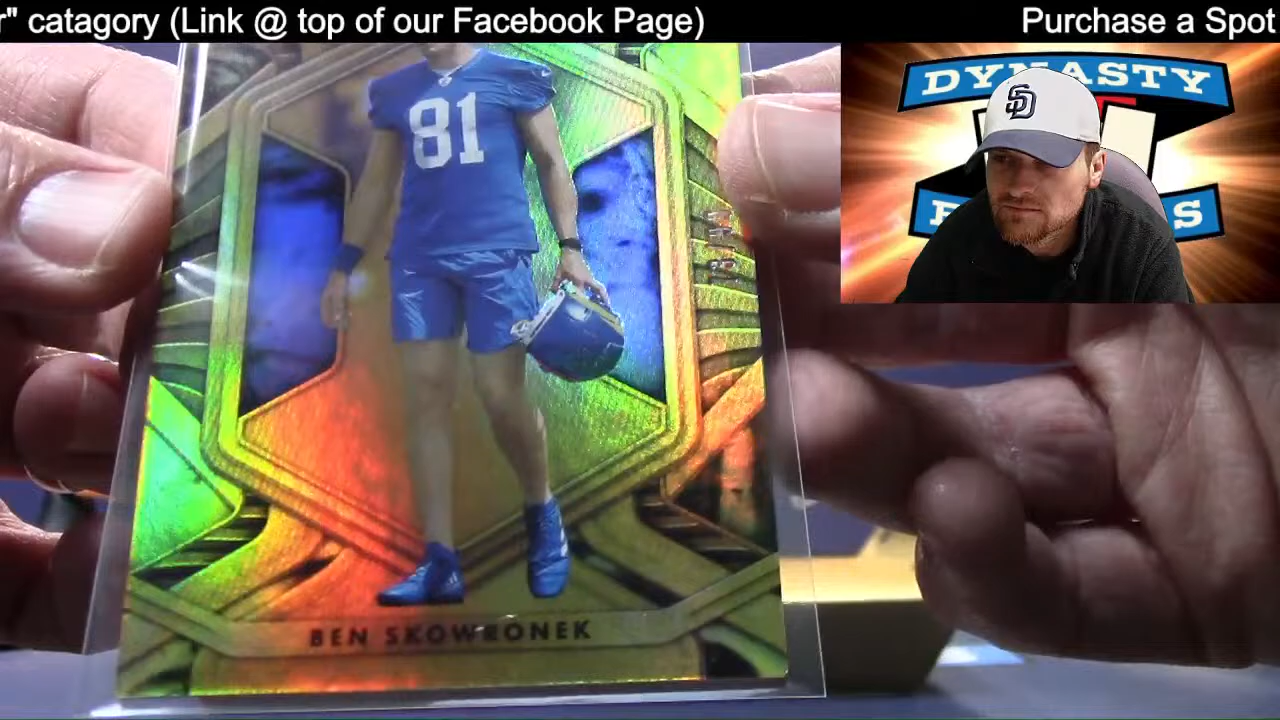 r" catagory (Link @ top of our Facebook Page)
Purchase a Spot
DYNASTY
SD
81
BEN SKOWRONEK